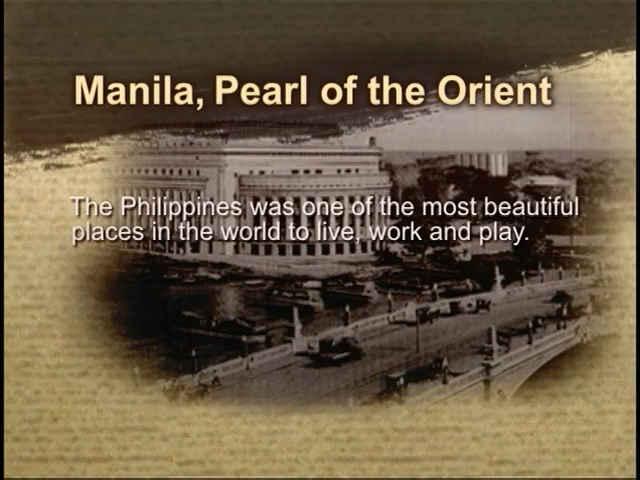 Manila, Pearl of the Orient
The Philippines was one of the most beautiful
places in the world to live, work and play.